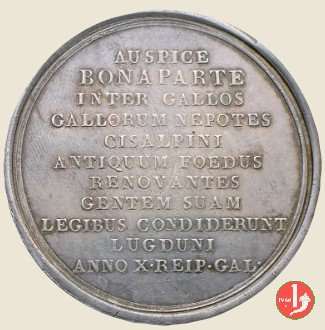 AUSPICE
BONAPARTE
INTER GALLOS
GALLORUM NEPOTES
CISALPINI
ANTIQUUM FOEDUS
RENOVANTES
GENTEM SUAM
LEGIBUS CONDIDERUNT
LUGDUNI
ANNO X·REIP·GAL·